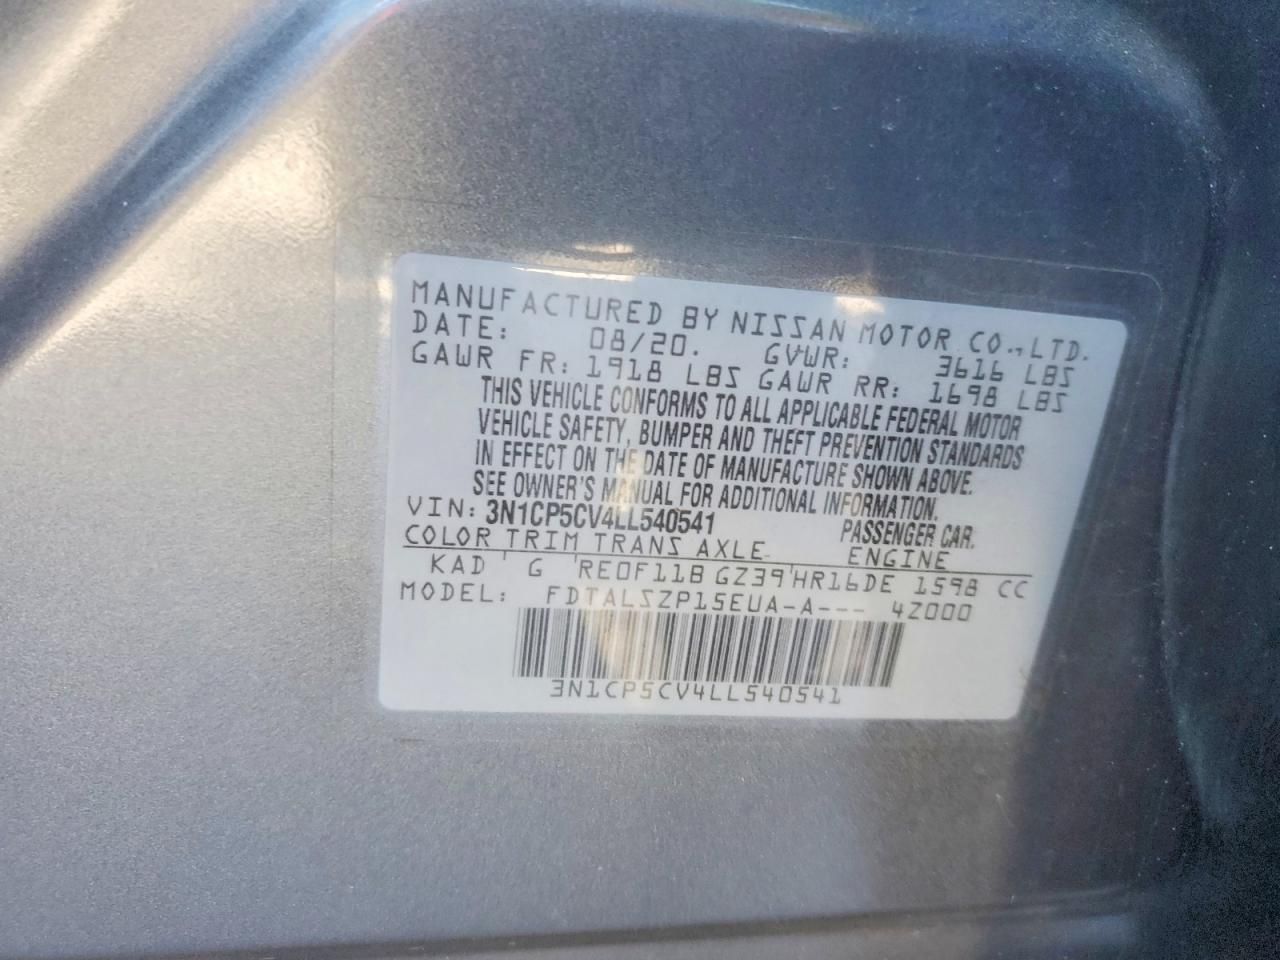 MANUFACTURED BY NISSAN MOTOR CO., LTD.
DATE: 08/20. GVWR: 3616 LBS
GAWR FR: 1918 LBS GAWR RR: 1698 LBS
THIS VEHICLE CONFORMS TO ALL APPLICABLE FEDERAL MOTOR
VEHICLE SAFETY, BUMPER AND THEFT PREVENTION STANDARDS
IN EFFECT ON THE DATE OF MANUFACTURE SHOWN ABOVE.
SEE OWNER'S MANUAL FOR ADDITIONAL INFORMATION.
VIN: 3N1CP5CV4LL540541 PASSENGER CAR.
COLOR TRIM TRANS AXLE ENGINE
KAD G RE0F11B GZ39 HR16DE 1598 CC
MODEL: FDTALSZP15EUA-A--- 4Z000
3N1CP5CV4LL540541